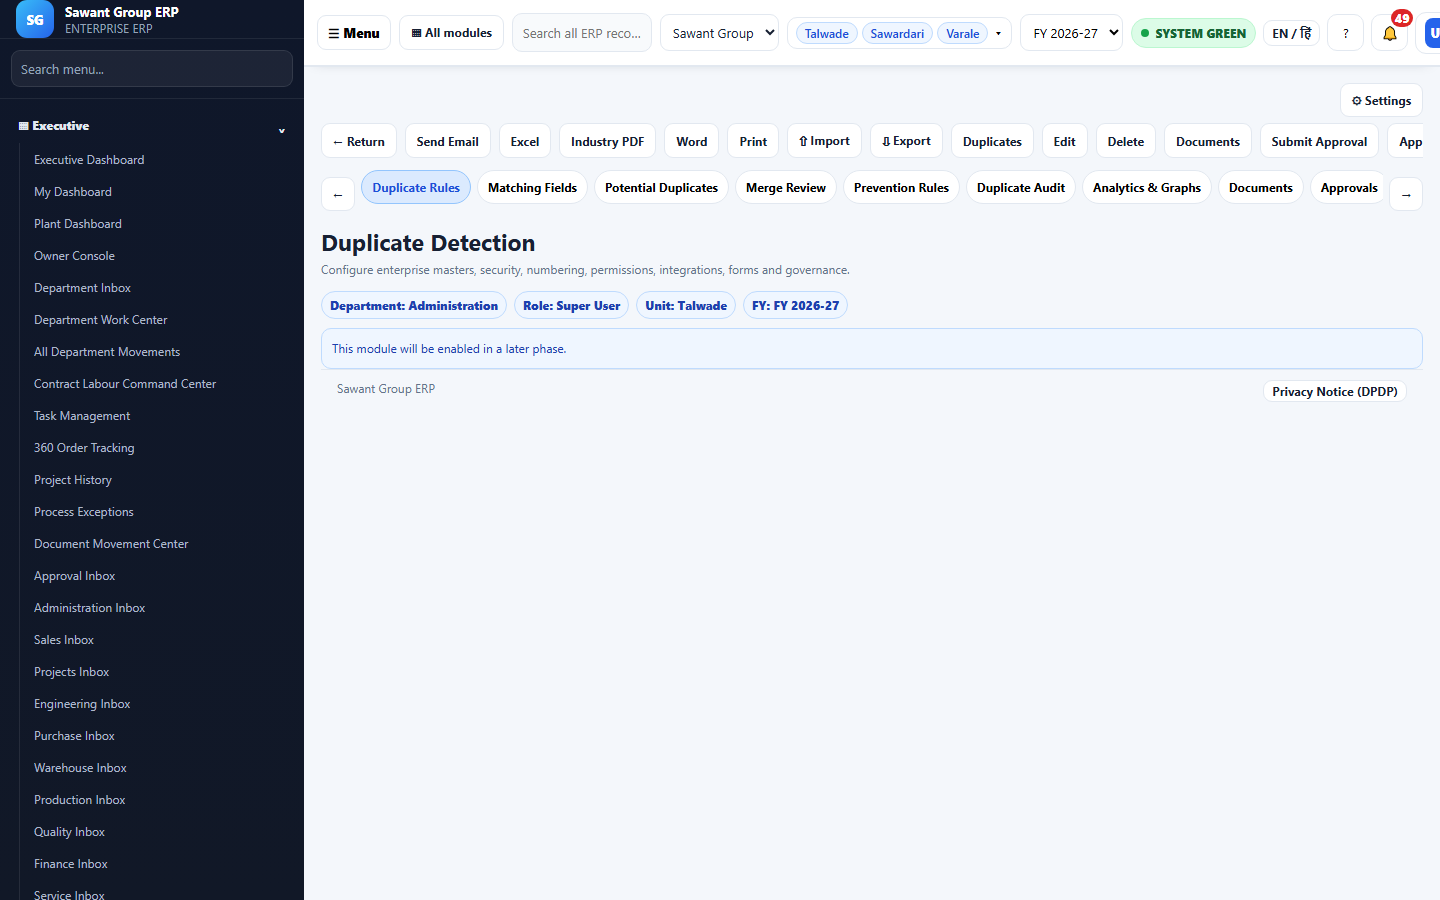 SG
Sawant Group ERP
ENTERPRISE ERP
Search menu...
Executive
Executive Dashboard
My Dashboard
Plant Dashboard
Owner Console
Department Inbox
Department Work Center
All Department Movements
Contract Labour Command Center
Task Management
360 Order Tracking
Project History
Process Exceptions
Document Movement Center
Approval Inbox
Administration Inbox
Sales Inbox
Projects Inbox
Engineering Inbox
Purchase Inbox
Warehouse Inbox
Production Inbox
Quality Inbox
Finance Inbox
Service Inbox
☰ Menu All modules Search all ERP reco... Sawant Group Talwade Sawardari Varale FY 2026-27 SYSTEM GREEN EN / हिं ? 49 U
⚙ Settings
← Return Send Email Excel Industry PDF Word Print ⇧ Import ⇩ Export Duplicates Edit Delete Documents Submit Approval App
← Duplicate Rules Matching Fields Potential Duplicates Merge Review Prevention Rules Duplicate Audit Analytics & Graphs Documents Approvals →
Duplicate Detection
Configure enterprise masters, security, numbering, permissions, integrations, forms and governance.
Department: Administration Role: Super User Unit: Talwade FY: FY 2026-27
This module will be enabled in a later phase.
Sawant Group ERP Privacy Notice (DPDP)